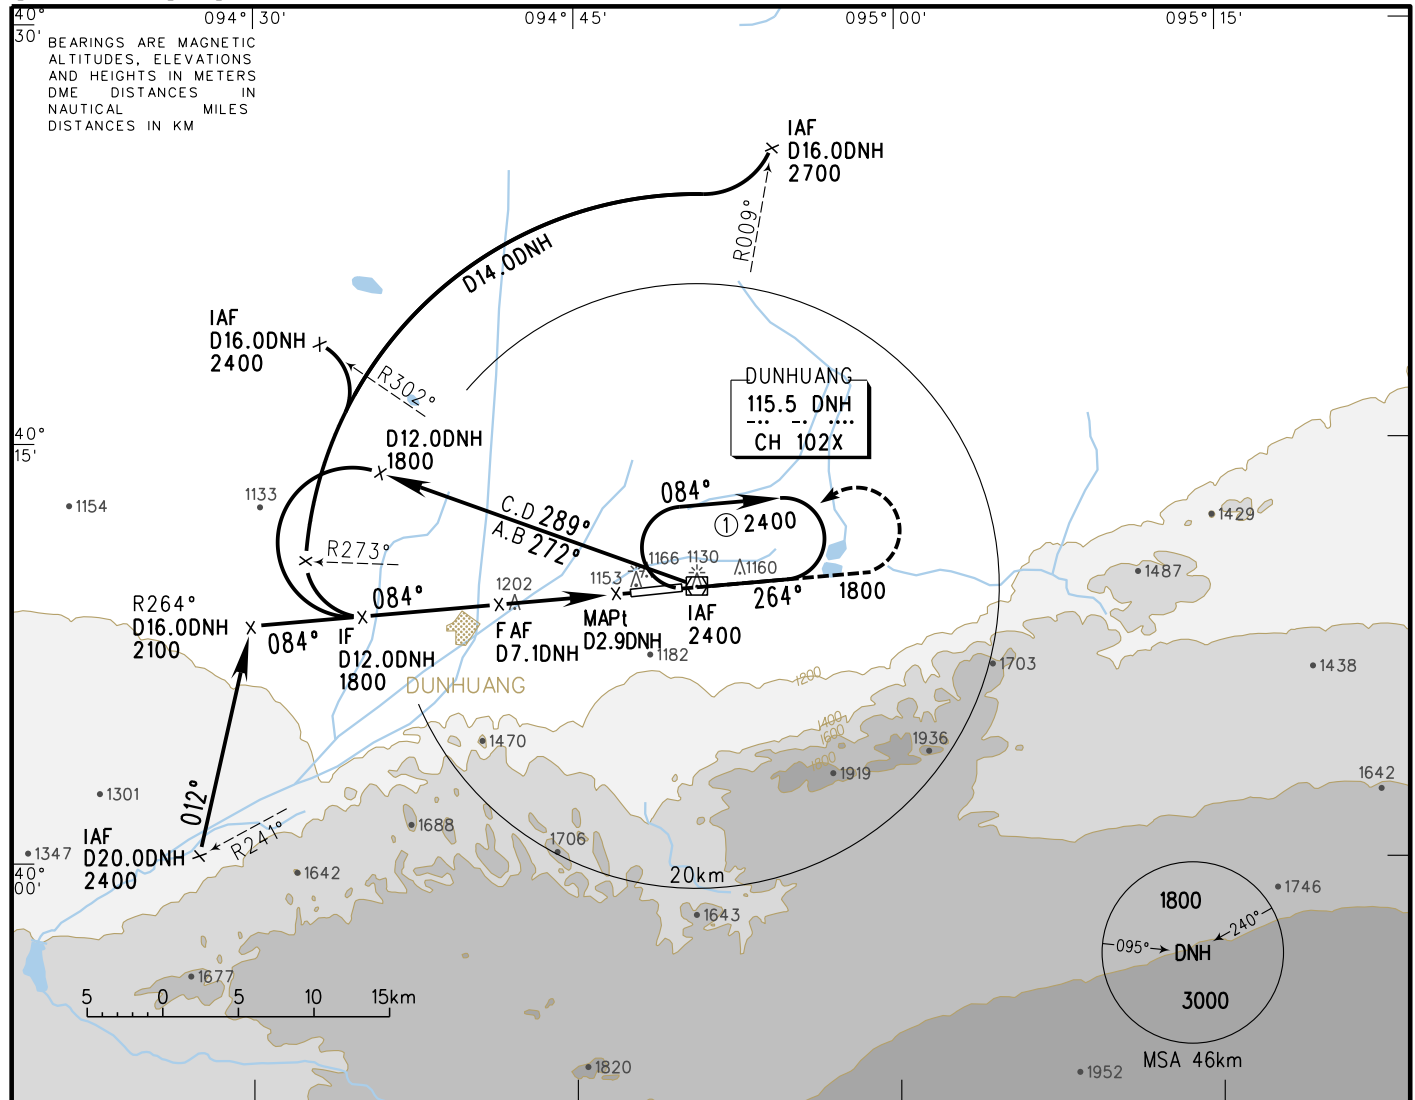 40°
30'
094°30'
094°45'
095°00'
095°15'
BEARINGS ARE MAGNETIC
ALTITUDES, ELEVATIONS
AND HEIGHTS IN METERS
DME DISTANCES IN
NAUTICAL MILES
DISTANCES IN KM
IAF
D16.0DNH
2700
R009°
D14.0DNH
IAF
D16.0DNH
2400
R302°
DUNHUANG
115.5 DNH
CH 102X
40°
15'
D12.0DNH
1800
C.D 289°
A.B 272°
084°
① 2400
1154
1133
1429
R273°
1166
1130
1160
1487
1153
1202
084°
264°
1800
R264°
D16.0DNH
2100
084°
IF
D12.0DNH
1800
FAF
D7.1DNH
MAPt
D2.9DNH
IAF
2400
1182
1703
1438
DUNHUANG
1200
1400
1600
1800
1470
1936
1919
1642
1301
012°
1688
1706
R241°
IAF
D20.0DNH
2400
1347
40°
00'
1642
20km
1643
1746
1800
240°
095°
DNH
3000
MSA 46km
1677
5 0 5 10 15km
1820
1952